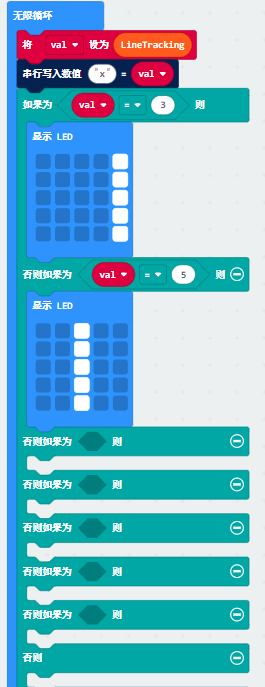 无限循环
将 val 设为 LineTracking
串行写入数值 "x" = val
如果为 val = 3 则
显示 LED
否则如果为 val = 5 则
显示 LED
否则如果为 则
否则如果为 则
否则如果为 则
否则如果为 则
否则如果为 则
否则